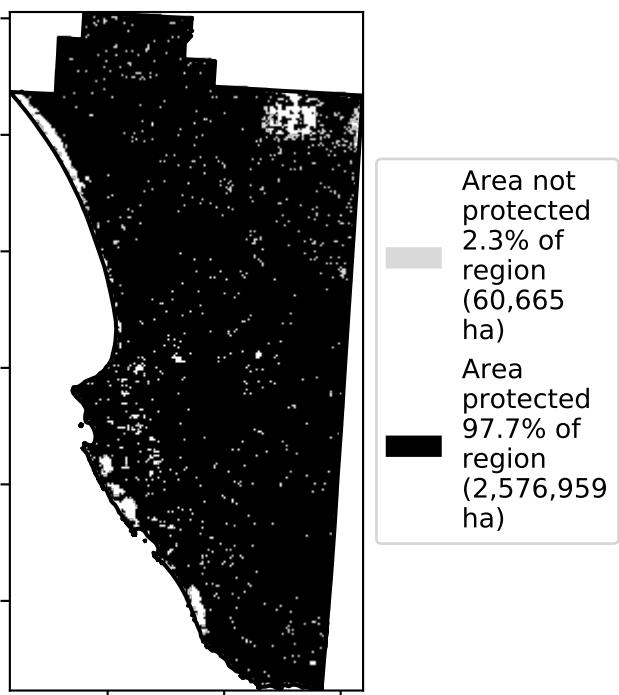 Area not
protected
2.3% of
region
(60,665
ha)
Area
protected
97.7% of
region
(2,576,959
ha)